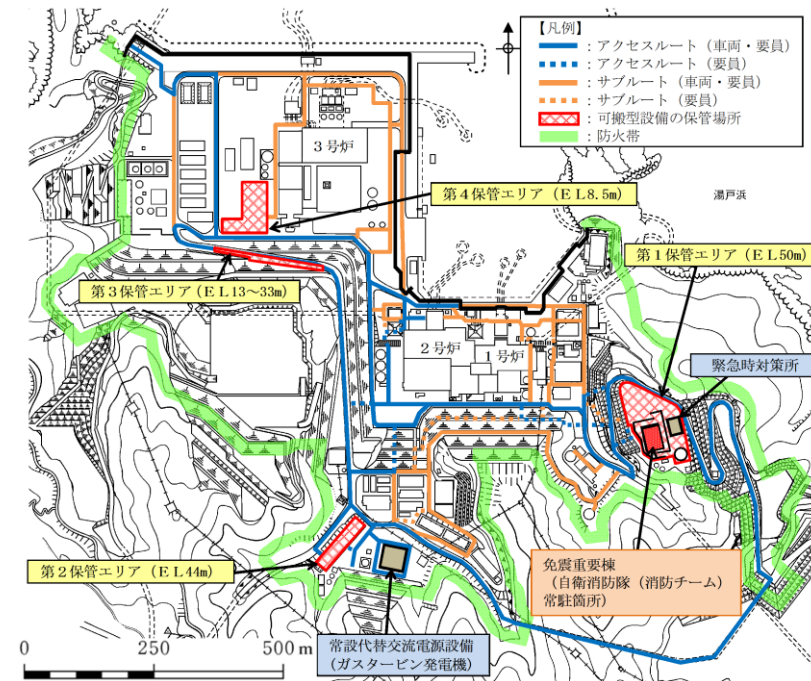 【凡例】
：アクセスルート（車両・要員）
：アクセスルート（要員）
：サブルート（車両・要員）
：サブルート（要員）
：可搬型設備の保管場所
：防火帯
3号炉
湯戸浜
第４保管エリア（ＥＬ8.5m）
第１保管エリア（ＥＬ50m）
第３保管エリア（ＥＬ13～33m）
2号炉
1号炉
緊急時対策所
第２保管エリア（ＥＬ44m）
免震重要棟
（自衛消防隊（消防チーム）
常駐箇所）
常設代替交流電源設備
（ガスタービン発電機）
0 250 500 m